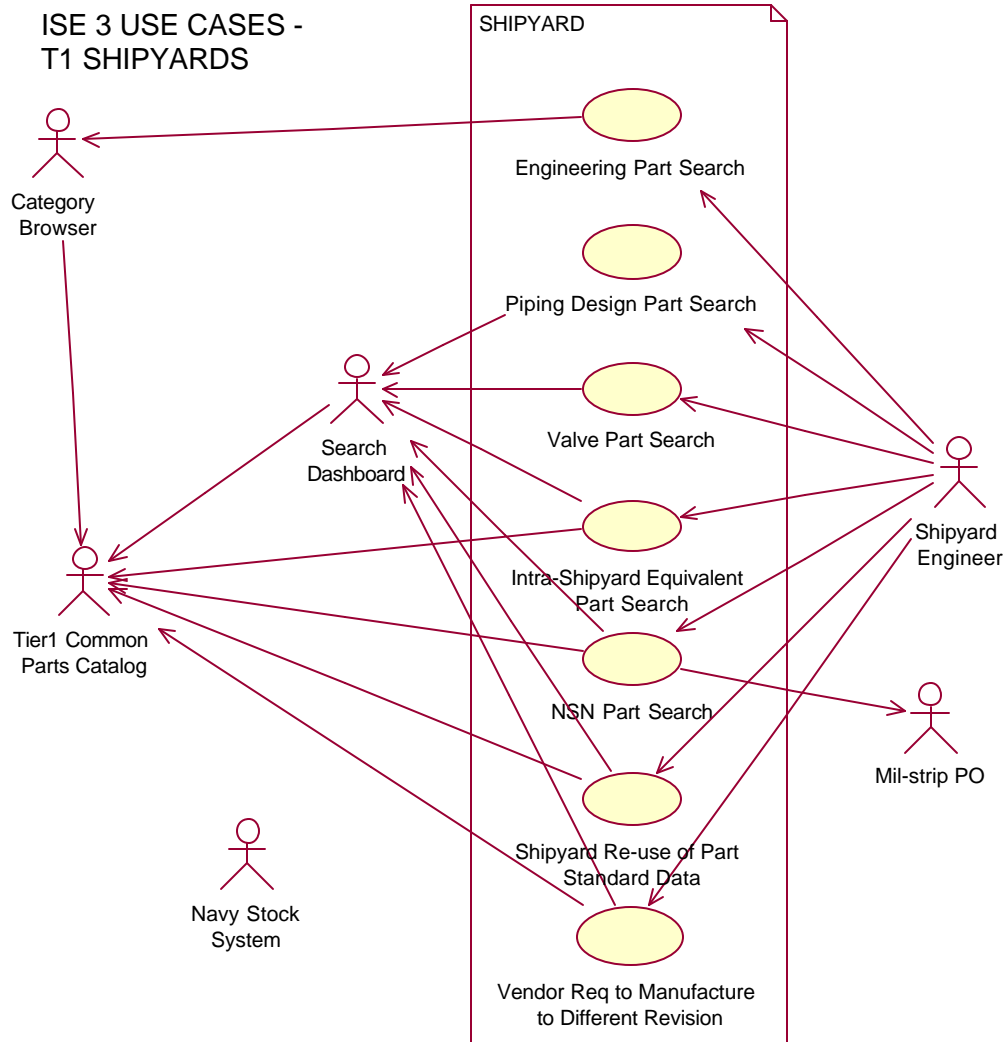 ISE 3 USE CASES -
T1 SHIPYARDS
SHIPYARD
Engineering Part Search
Category
Browser
Piping Design Part Search
Valve Part Search
Search
Dashboard
Shipyard
Engineer
Intra-Shipyard Equivalent
Part Search
Tier1 Common
Parts Catalog
NSN Part Search
Mil-strip PO
Shipyard Re-use of Part
Standard Data
Navy Stock
System
Vendor Req to Manufacture
to Different Revision